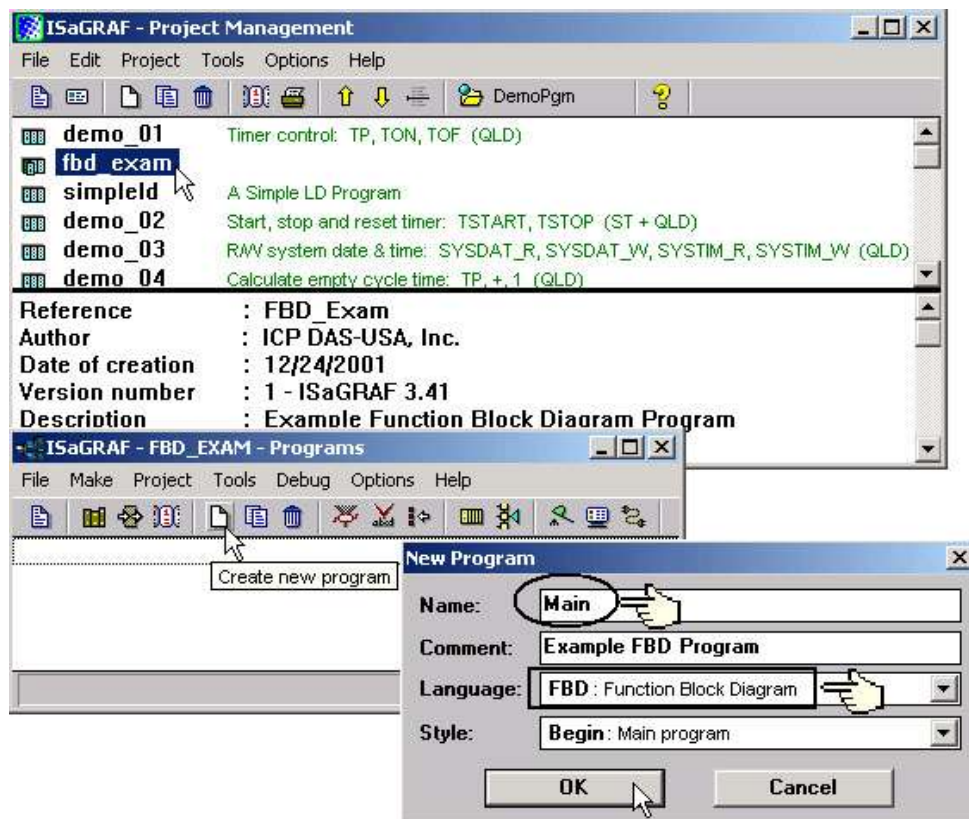 ISaGRAF - Project Management
File Edit Project Tools Options Help
DemoPgm
demo_01 Timer control: TP, TON, TOF (QLD)
fbd_exam
simpleld A Simple LD Program
demo_02 Start, stop and reset timer: TSTART, TSTOP (ST + QLD)
demo_03 R/W system date & time: SYSDAT_R, SYSDAT_W, SYSTIM_R, SYSTIM_W (QLD)
demo_04 Calculate empty cycle time: TP, +, 1 (QLD)
Reference : FBD_Exam
Author : ICP DAS-USA, Inc.
Date of creation : 12/24/2001
Version number : 1 - ISaGRAF 3.41
Description : Example Function Block Diagram Program
ISaGRAF - FBD_EXAM - Programs
File Make Project Tools Debug Options Help
Create new program
New Program
Name: Main
Comment: Example FBD Program
Language: FBD : Function Block Diagram
Style: Begin : Main program
OK Cancel